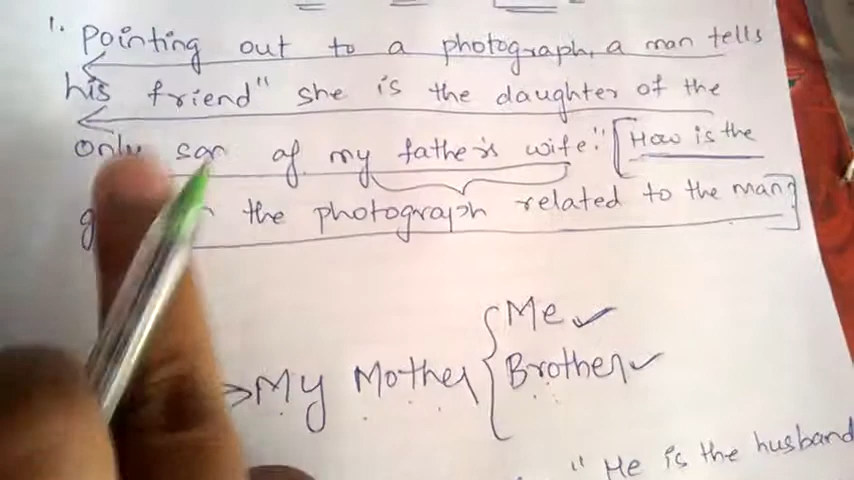 1. Pointing out to a photograph, a man tells
his friend" she is the daughter of the
only son of my father's wife." [How is the
the photograph related to the man?]
Me ✓
→ My Mother { Brother ✓
" He is the husband